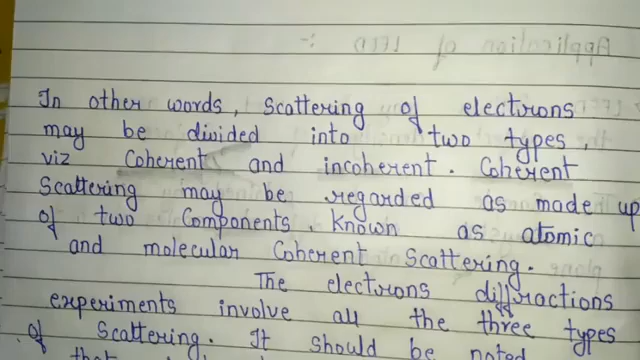 In other words, Scattering of electrons
may be divided into two types,
viz Coherent and incoherent. Coherent
Scattering may be regarded as made up
of two Components. Known as atomic
and molecular Coherent Scattering.
The electrons diffractions
experiments involve all the three types
of Scattering. It should be noted
that